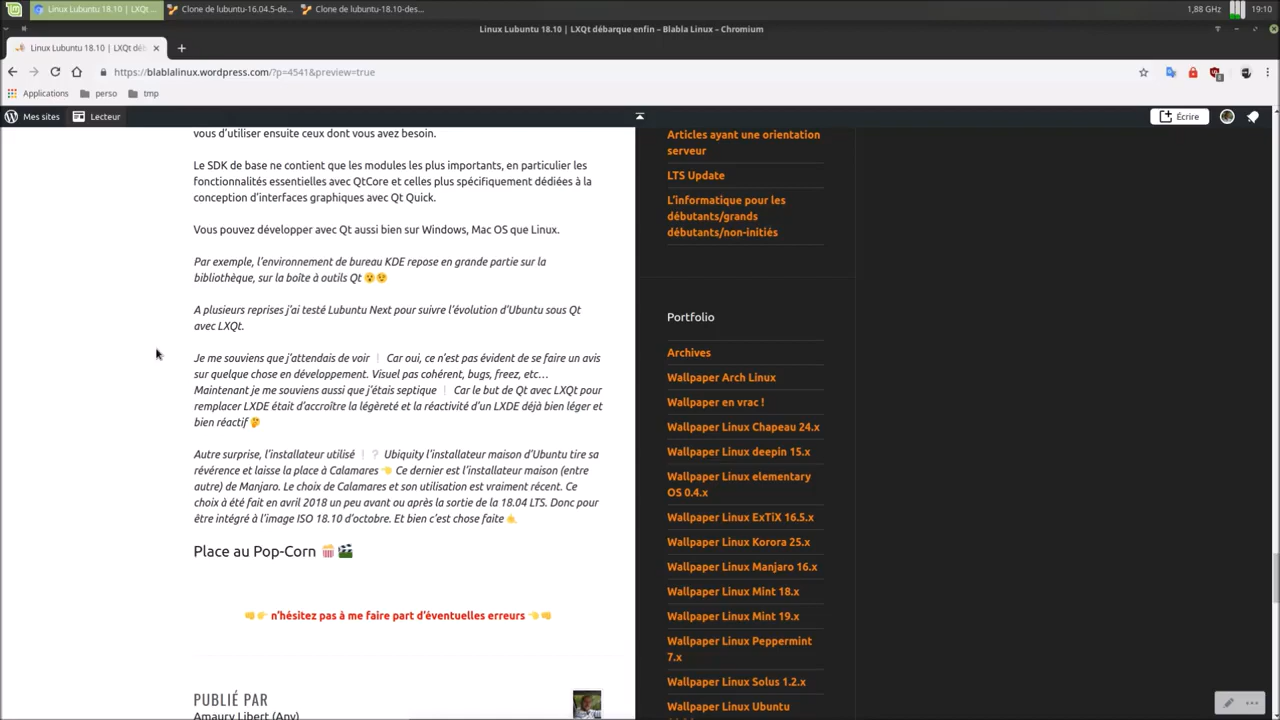 Linux Lubuntu 18.10 | LXQt ...
Clone de lubuntu-16.04.5-de...
Clone de lubuntu-18.10-des...
1,88 GHz
19:10
Linux Lubuntu 18.10 | LXQt débarque enfin – Blabla Linux – Chromium
Linux Lubuntu 18.10 | LXQt déb
https://blablalinux.wordpress.com/?p=4541&preview=true
Applications
perso
tmp
Mes sites
Lecteur
Écrire
vous d'utiliser ensuite ceux dont vous avez besoin.
Le SDK de base ne contient que les modules les plus importants, en particulier les
fonctionnalités essentielles avec QtCore et celles plus spécifiquement dédiées à la
conception d'interfaces graphiques avec Qt Quick.
Vous pouvez développer avec Qt aussi bien sur Windows, Mac OS que Linux.
Par exemple, l'environnement de bureau KDE repose en grande partie sur la
bibliothèque, sur la boîte à outils Qt 😮🤨
A plusieurs reprises j'ai testé Lubuntu Next pour suivre l'évolution d'Ubuntu sous Qt
avec LXQt.
Je me souviens que j'attendais de voir ❕ Car oui, ce n'est pas évident de se faire un avis
sur quelque chose en développement. Visuel pas cohérent, bugs, freez, etc...
Maintenant je me souviens aussi que j'étais septique ❕ Car le but de Qt avec LXQt pour
remplacer LXDE était d'accroître la légèreté et la réactivité d'un LXDE déjà bien léger et
bien réactif 🤔
Autre surprise, l'installateur utilisé ❕❔ Ubiquity l'installateur maison d'Ubuntu tire sa
révérence et laisse la place à Calamares 👈 Ce dernier est l'installateur maison (entre
autre) de Manjaro. Le choix de Calamares et son utilisation est vraiment récent. Ce
choix à été fait en avril 2018 un peu avant ou après la sortie de la 18.04 LTS. Donc pour
être intégré à l'image ISO 18.10 d'octobre. Et bien c'est chose faite
Place au Pop-Corn 🍿🎬
n'hésitez pas à me faire part d'éventuelles erreurs
PUBLIÉ PAR
Amaury Libert (Any)
Articles ayant une orientation
serveur
LTS Update
L'informatique pour les
débutants/grands
débutants/non-initiés
Portfolio
Archives
Wallpaper Arch Linux
Wallpaper en vrac !
Wallpaper Linux Chapeau 24.x
Wallpaper Linux deepin 15.x
Wallpaper Linux elementary
OS 0.4.x
Wallpaper Linux ExTiX 16.5.x
Wallpaper Linux Korora 25.x
Wallpaper Linux Manjaro 16.x
Wallpaper Linux Mint 18.x
Wallpaper Linux Mint 19.x
Wallpaper Linux Peppermint
7.x
Wallpaper Linux Solus 1.2.x
Wallpaper Linux Ubuntu